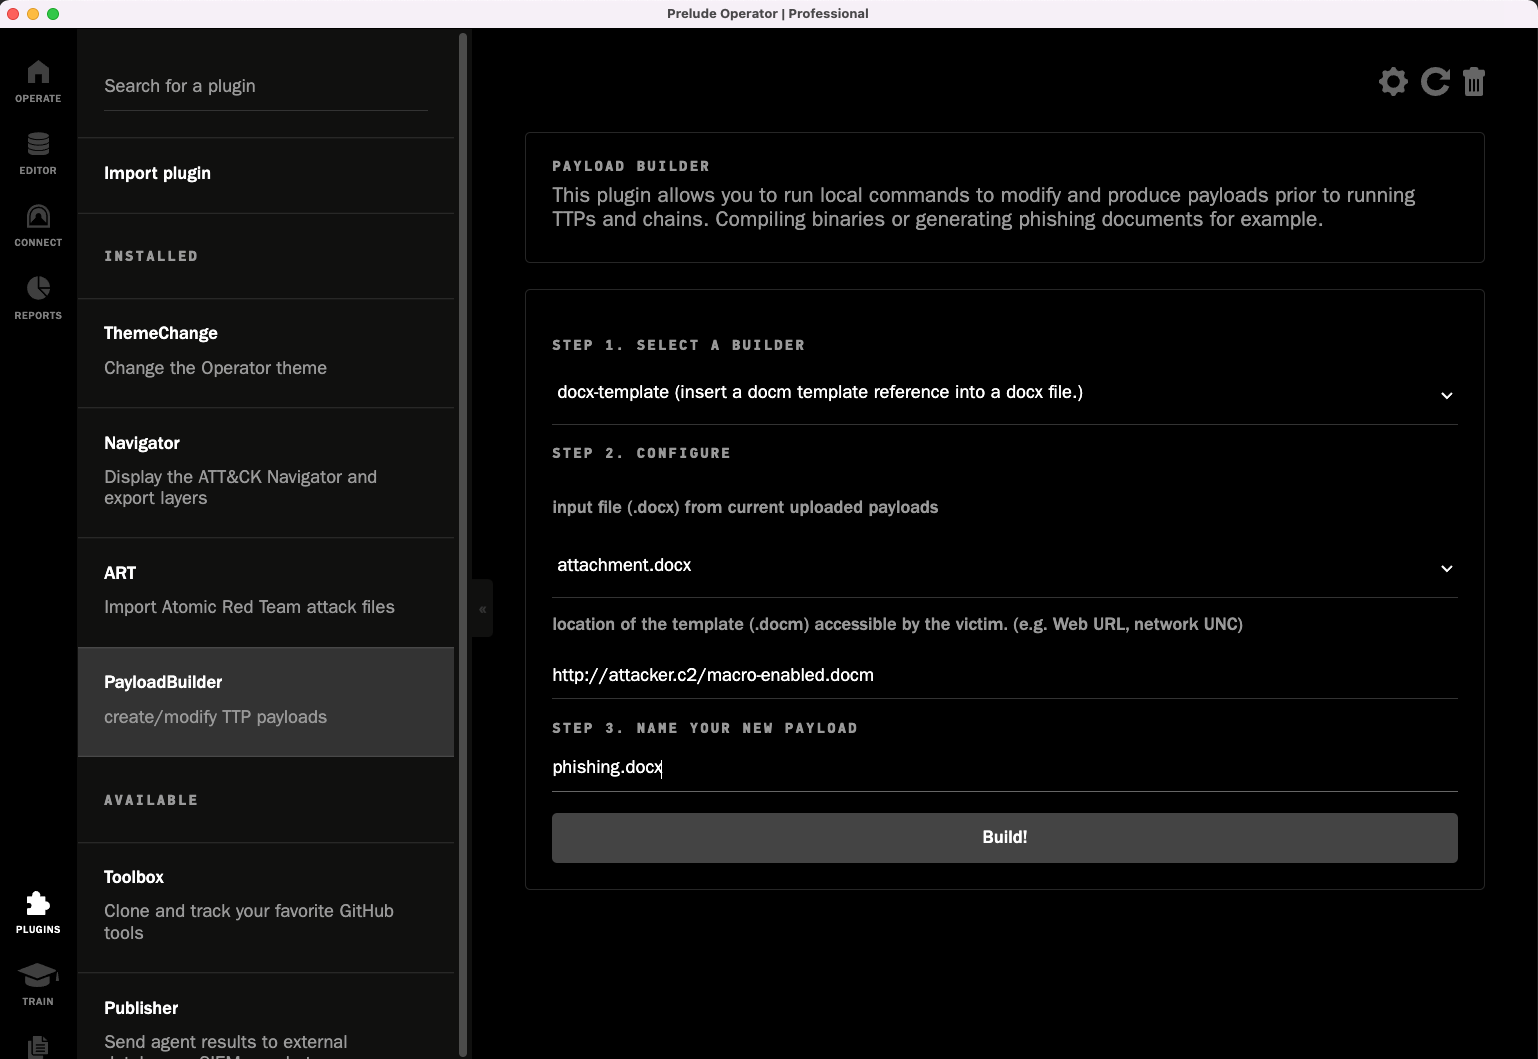 Prelude Operator | Professional
OPERATE
EDITOR
CONNECT
REPORTS
PLUGINS
TRAIN
Search for a plugin
Import plugin
INSTALLED
ThemeChange
Change the Operator theme
Navigator
Display the ATT&CK Navigator and
export layers
ART
Import Atomic Red Team attack files
PayloadBuilder
create/modify TTP payloads
AVAILABLE
Toolbox
Clone and track your favorite GitHub
tools
Publisher
Send agent results to external
«
PAYLOAD BUILDER
This plugin allows you to run local commands to modify and produce payloads prior to running
TTPs and chains. Compiling binaries or generating phishing documents for example.
STEP 1. SELECT A BUILDER
docx-template (insert a docm template reference into a docx file.)
STEP 2. CONFIGURE
input file (.docx) from current uploaded payloads
attachment.docx
location of the template (.docm) accessible by the victim. (e.g. Web URL, network UNC)
http://attacker.c2/macro-enabled.docm
STEP 3. NAME YOUR NEW PAYLOAD
phishing.docx
Build!